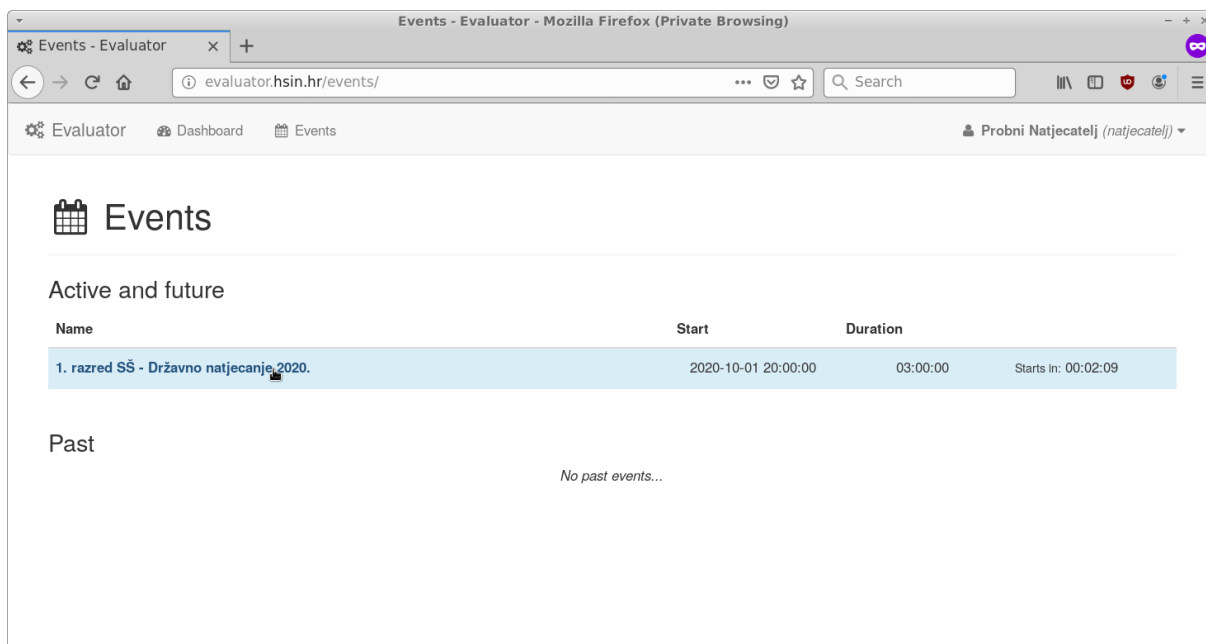 Events - Evaluator - Mozilla Firefox (Private Browsing)
Events - Evaluator
evaluator.hsin.hr/events/
Search
Evaluator Dashboard Events Probni Natjecatelj (natjecatelj)
Events
Active and future
Name Start Duration
1. razred SŠ - Državno natjecanje 2020. 2020-10-01 20:00:00 03:00:00 Starts in: 00:02:09
Past
No past events...